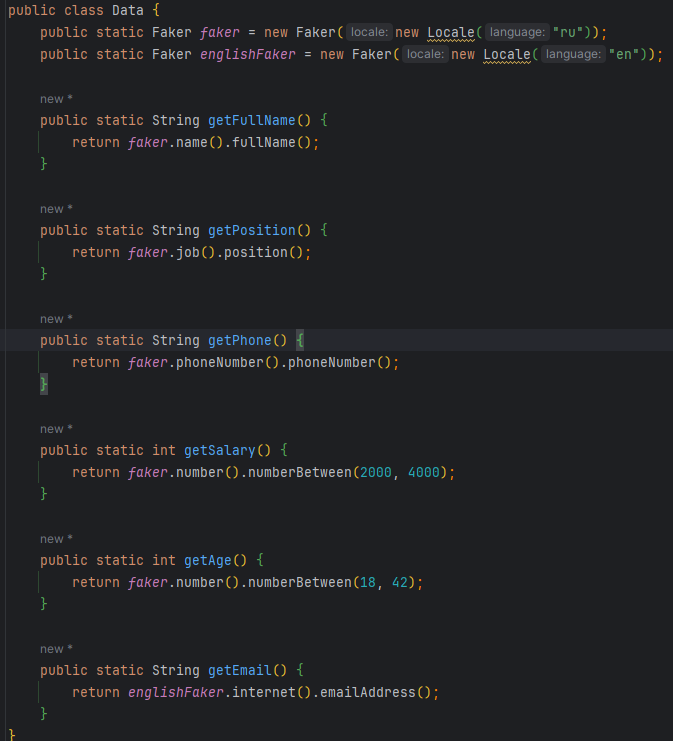 public class Data {
public static Faker faker = new Faker( locale: new Locale( language: "ru"));
public static Faker englishFaker = new Faker( locale: new Locale( language: "en"));
new *
public static String getFullName() {
return faker.name().fullName();
}
new *
public static String getPosition() {
return faker.job().position();
}
new *
public static String getPhone() {
return faker.phoneNumber().phoneNumber();
}
new *
public static int getSalary() {
return faker.number().numberBetween(2000, 4000);
}
new *
public static int getAge() {
return faker.number().numberBetween(18, 42);
}
new *
public static String getEmail() {
return englishFaker.internet().emailAddress();
}
}